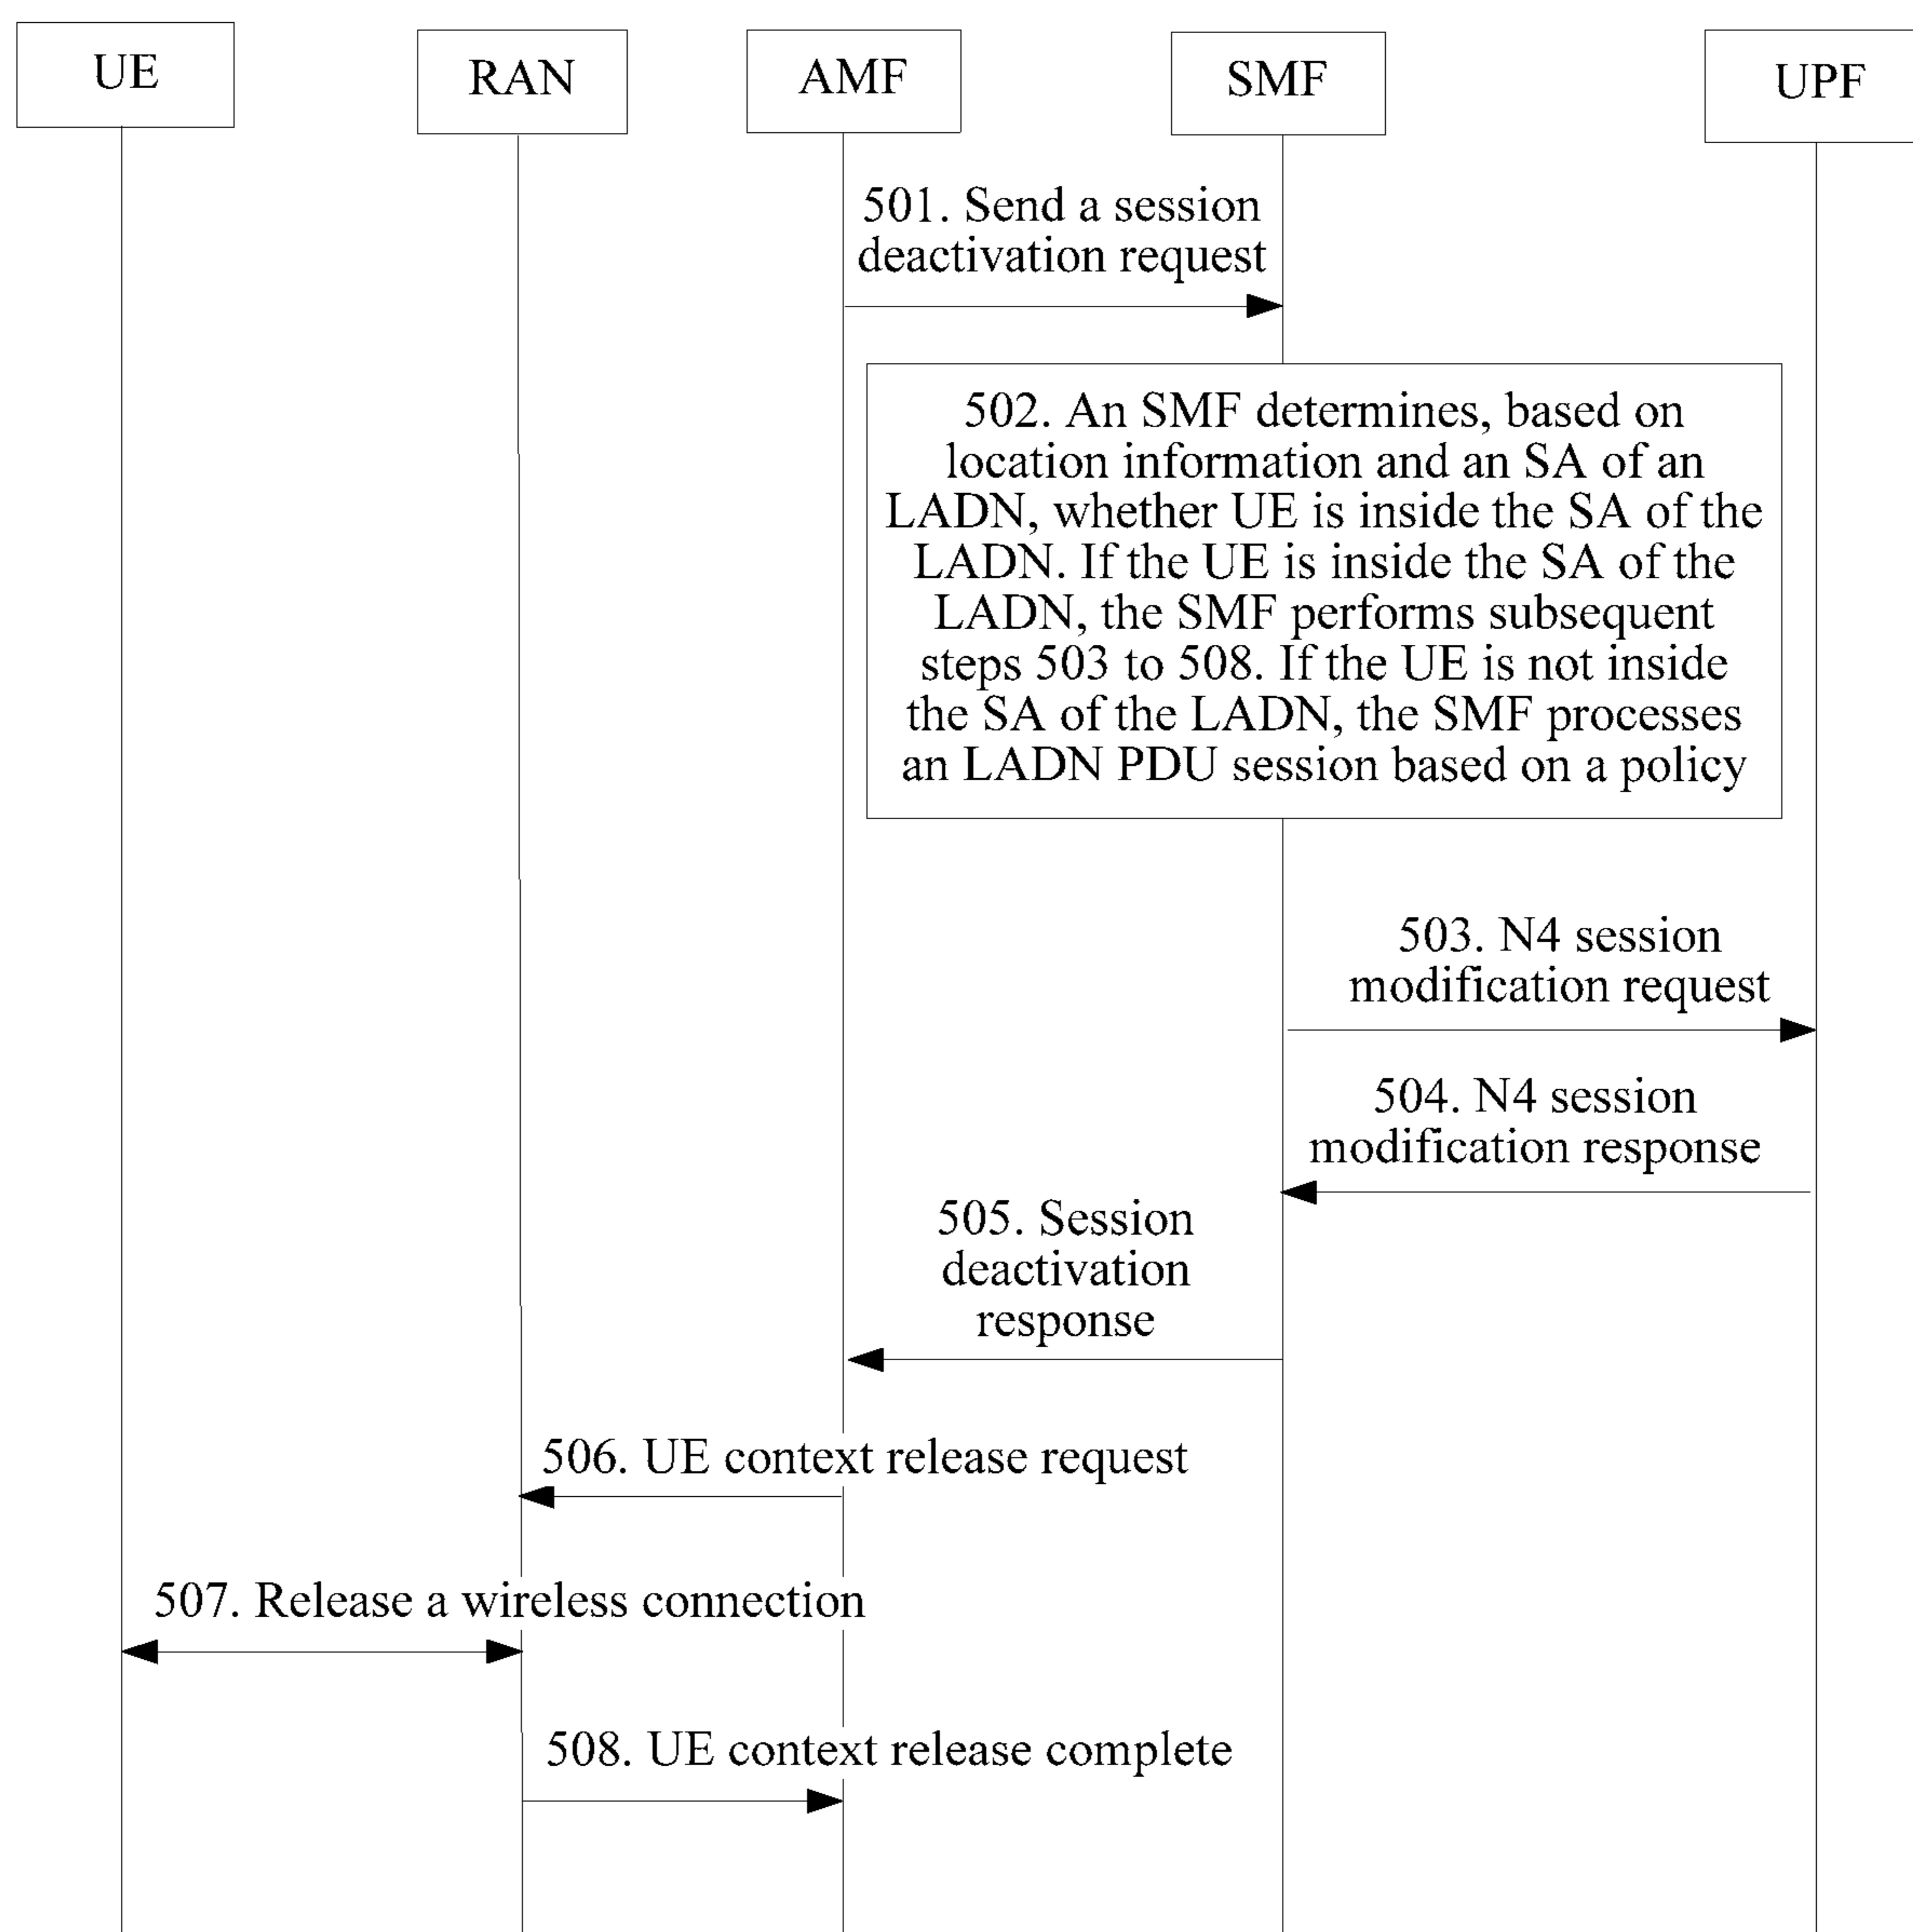 UE
RAN
AMF
SMF
UPF
501. Send a session
deactivation request
502. An SMF determines, based on
location information and an SA of an
LADN, whether UE is inside the SA of the
LADN. If the UE is inside the SA of the
LADN, the SMF performs subsequent
steps 503 to 508. If the UE is not inside
the SA of the LADN, the SMF processes
an LADN PDU session based on a policy
503. N4 session
modification request
504. N4 session
modification response
505. Session
deactivation
response
506. UE context release request
507. Release a wireless connection
508. UE context release complete